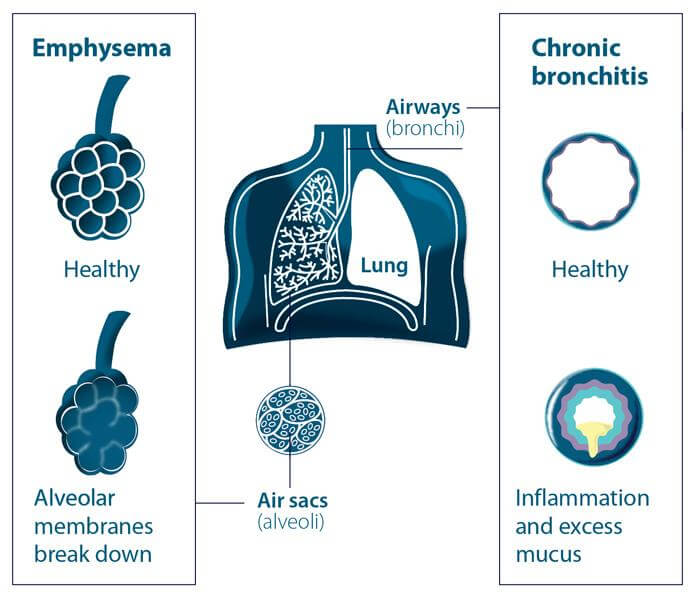 Emphysema
Healthy
Alveolar
membranes
break down
Airways
(bronchi)
Lung
Air sacs
(alveoli)
Chronic
bronchitis
Healthy
Inflammation
and excess
mucus